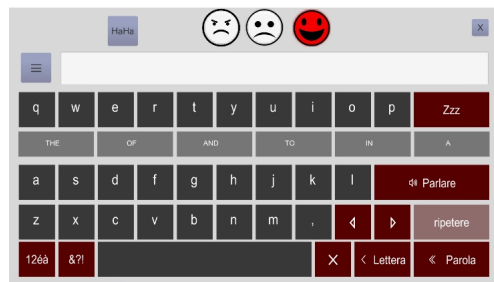 HaHa X
q w e r t y u i o p Zzz
THE OF AND TO IN A
a s d f g h j k l Parlare
z x c v b n m , ripetere
12éà &?! Lettera Parola